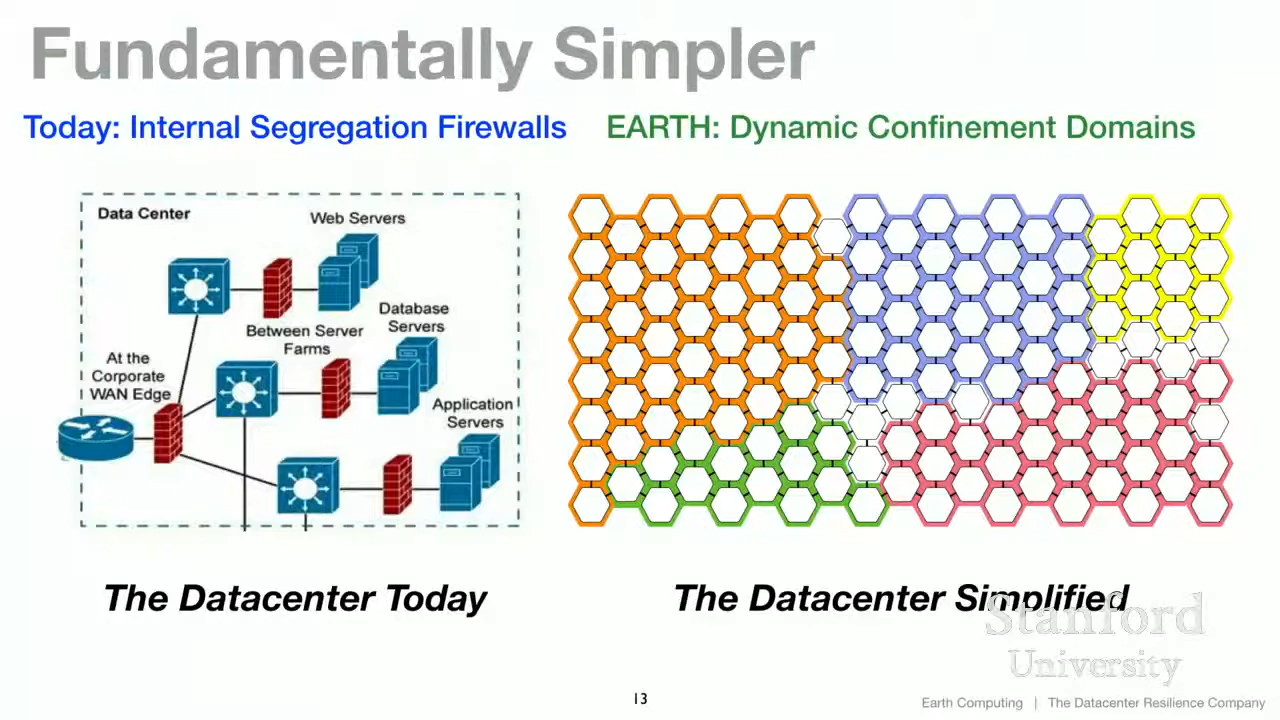 Fundamentally Simpler
Today: Internal Segregation Firewalls
EARTH: Dynamic Confinement Domains
Data Center
Web Servers
Database
Servers
Between Server
Farms
At the
Corporate
WAN Edge
Application
Servers
The Datacenter Today
The Datacenter Simplified
Stanford
University
13
Earth Computing | The Datacenter Resilience Company